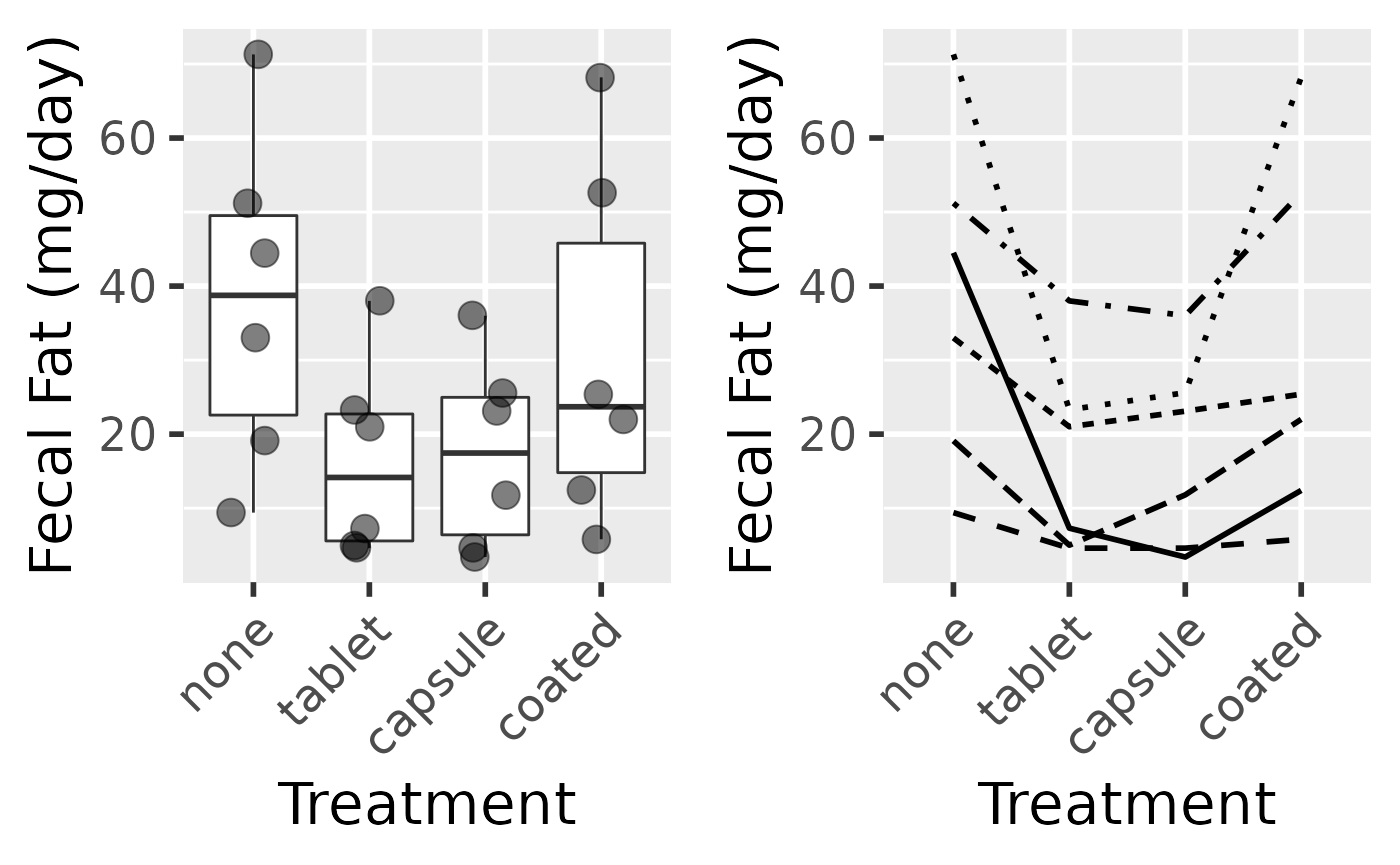 Fecal Fat (mg/day)
60
40
20
none
tablet
capsule
coated
Treatment
Fecal Fat (mg/day)
60
40
20
none
tablet
capsule
coated
Treatment